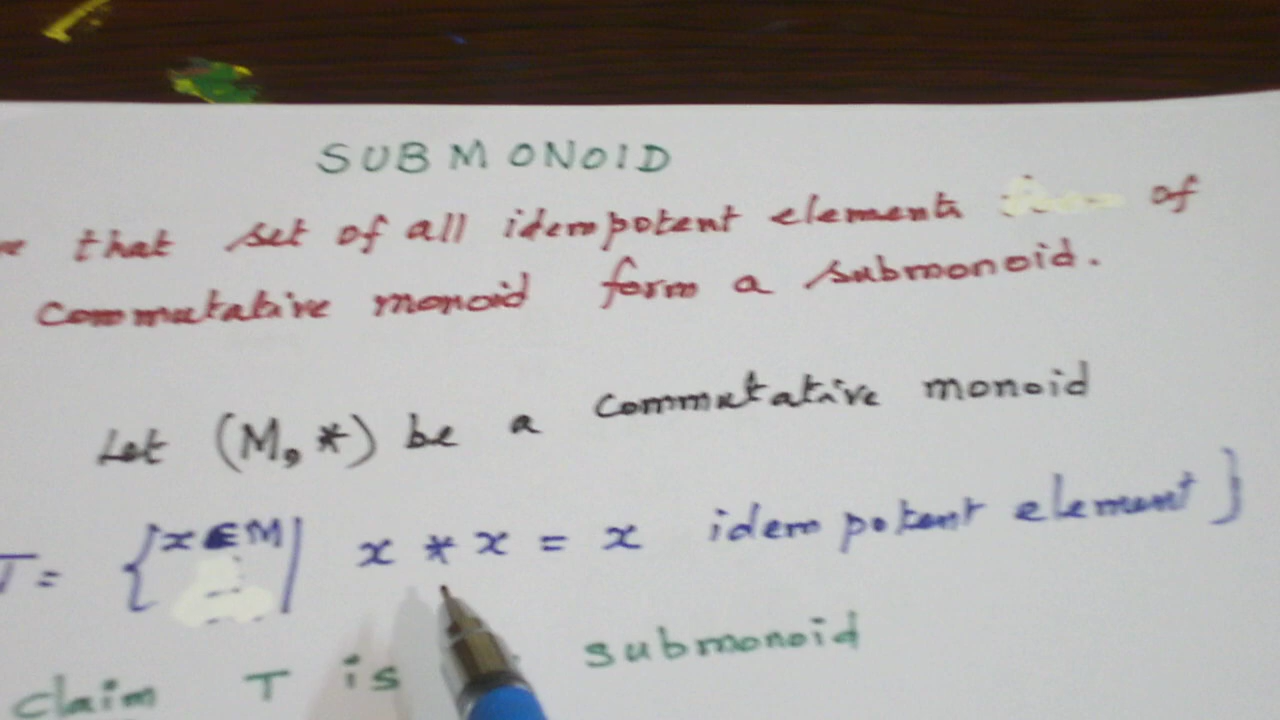 SUBMONOID
that set of all idempotent elements of
commutative monoid form a submonoid.
Let (M, *) be a commutative monoid
T = { x ∈ M | x * x = x idempotent element }
claim T is submonoid